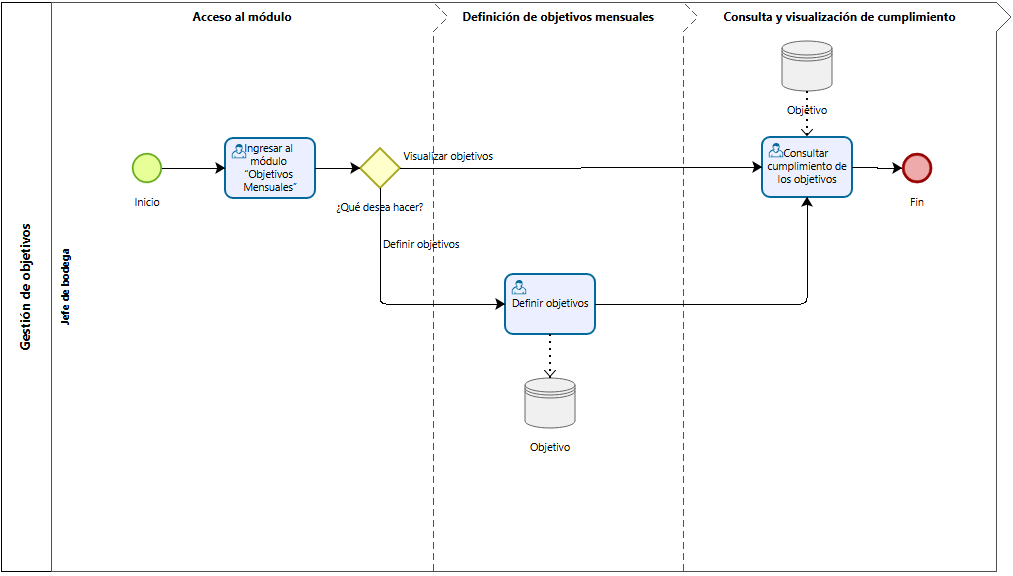 Acceso al módulo
Definición de objetivos mensuales
Consulta y visualización de cumplimiento
Gestión de objetivos
Jefe de bodega
Inicio
Ingresar al
módulo
“Objetivos
Mensuales”
¿Qué desea hacer?
Visualizar objetivos
Definir objetivos
Definir objetivos
Objetivo
Objetivo
Consultar
cumplimiento de
los objetivos
Fin